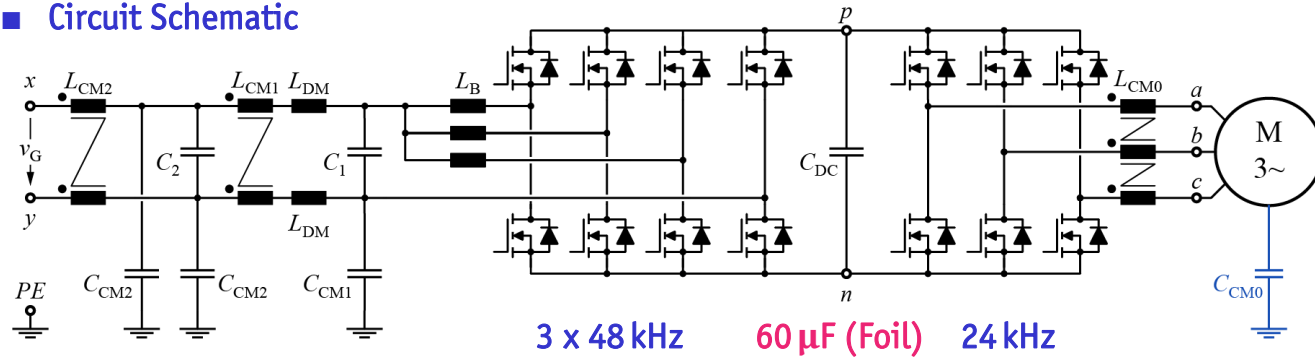 ■ Circuit Schematic
p
x
L_CM2
L_CM1
L_DM
L_B
L_CM0
a
v_G
C_2
C_1
C_DC
b
M
3~
y
L_DM
c
PE
C_CM2
C_CM2
C_CM1
n
C_CM0
3 x 48 kHz
60 μF (Foil)
24 kHz